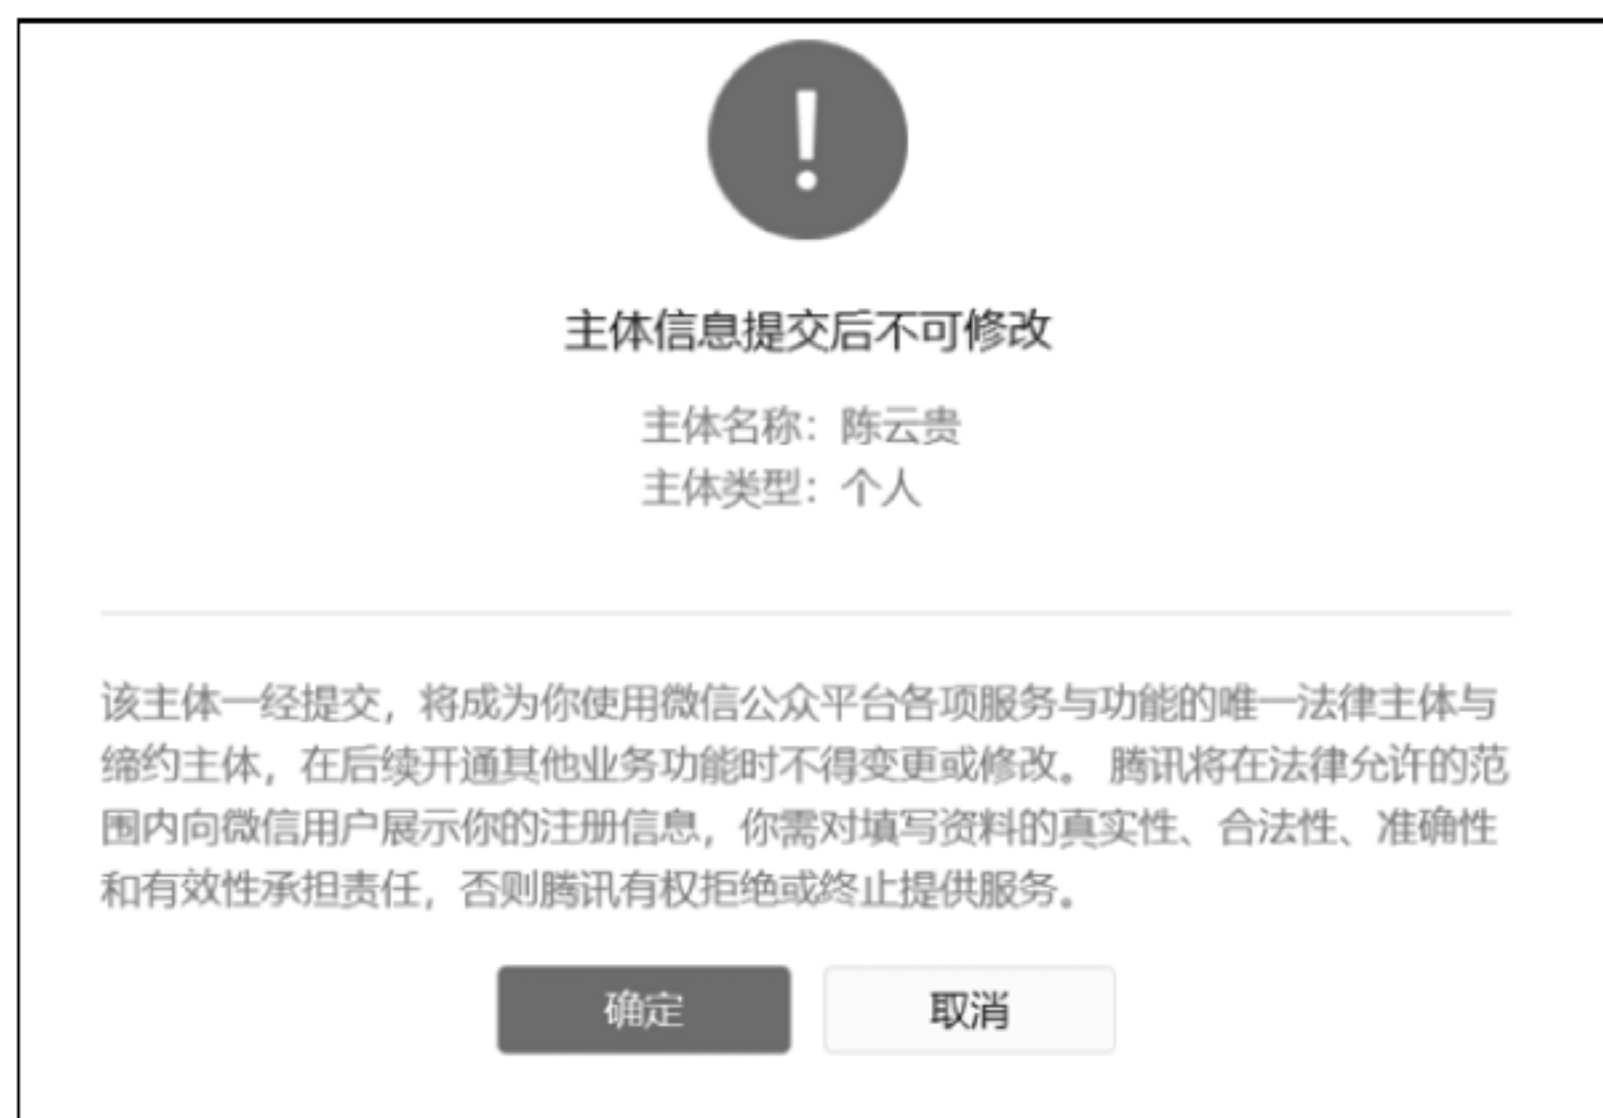 主体信息提交后不可修改
主体名称：陈云贵
主体类型：个人
该主体一经提交，将成为你使用微信公众平台各项服务与功能的唯一法律主体与
缔约主体，在后续开通其他业务功能时不得变更或修改。 腾讯将在法律允许的范
围内向微信用户展示你的注册信息，你需对填写资料的真实性、合法性、准确性
和有效性承担责任，否则腾讯有权拒绝或终止提供服务。
确定 取消